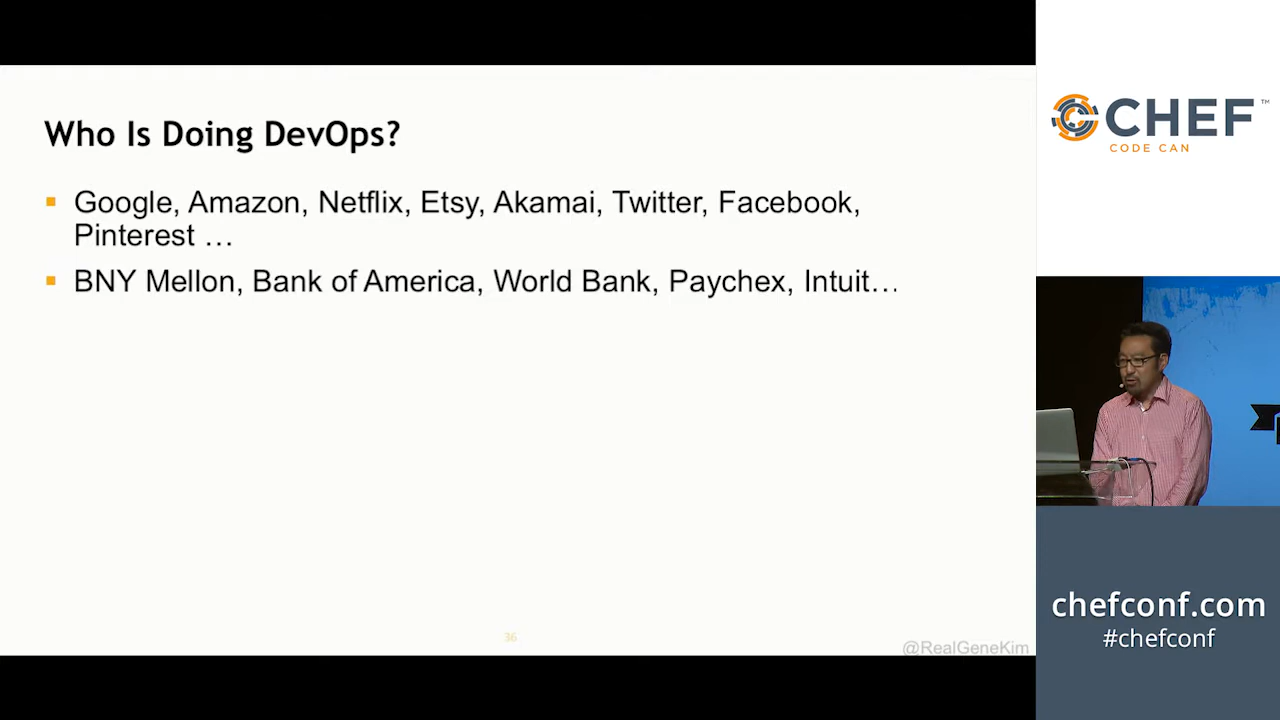 Who Is Doing DevOps?
▪ Google, Amazon, Netflix, Etsy, Akamai, Twitter, Facebook,
Pinterest …
▪ BNY Mellon, Bank of America, World Bank, Paychex, Intuit…
36
@RealGeneKim
CHEF™
CODE CAN
chefconf.com
#chefconf